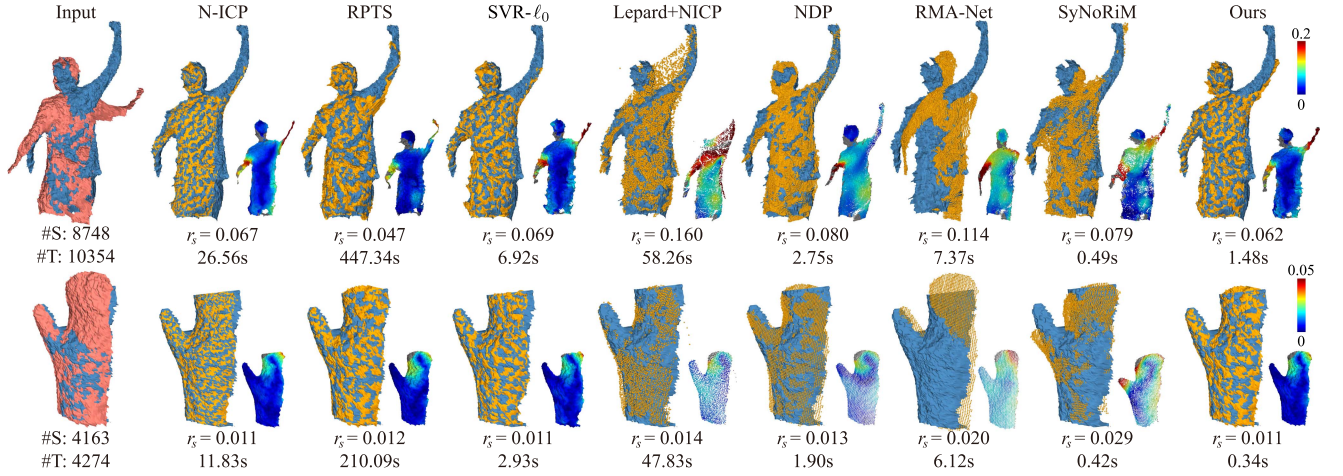 Input N-ICP RPTS SVR-ℓ₀ Lepard+NICP NDP RMA-Net SyNoRiM Ours
0.2
0
#S: 8748 rₛ = 0.067 rₛ = 0.047 rₛ = 0.069 rₛ = 0.160 rₛ = 0.080 rₛ = 0.114 rₛ = 0.079 rₛ = 0.062
#T: 10354 26.56s 447.34s 6.92s 58.26s 2.75s 7.37s 0.49s 1.48s
0.05
0
#S: 4163 rₛ = 0.011 rₛ = 0.012 rₛ = 0.011 rₛ = 0.014 rₛ = 0.013 rₛ = 0.020 rₛ = 0.029 rₛ = 0.011
#T: 4274 11.83s 210.09s 2.93s 47.83s 1.90s 6.12s 0.42s 0.34s